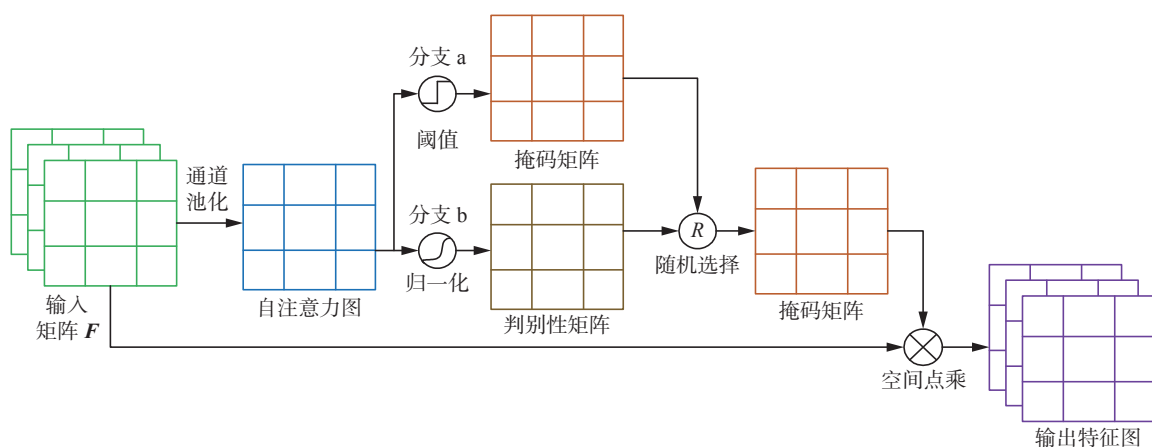 分支 a
阈值
掩码矩阵
通道
池化
分支 b
归一化
R
随机选择
输入
矩阵 F
自注意力图
判别性矩阵
掩码矩阵
空间点乘
输出特征图